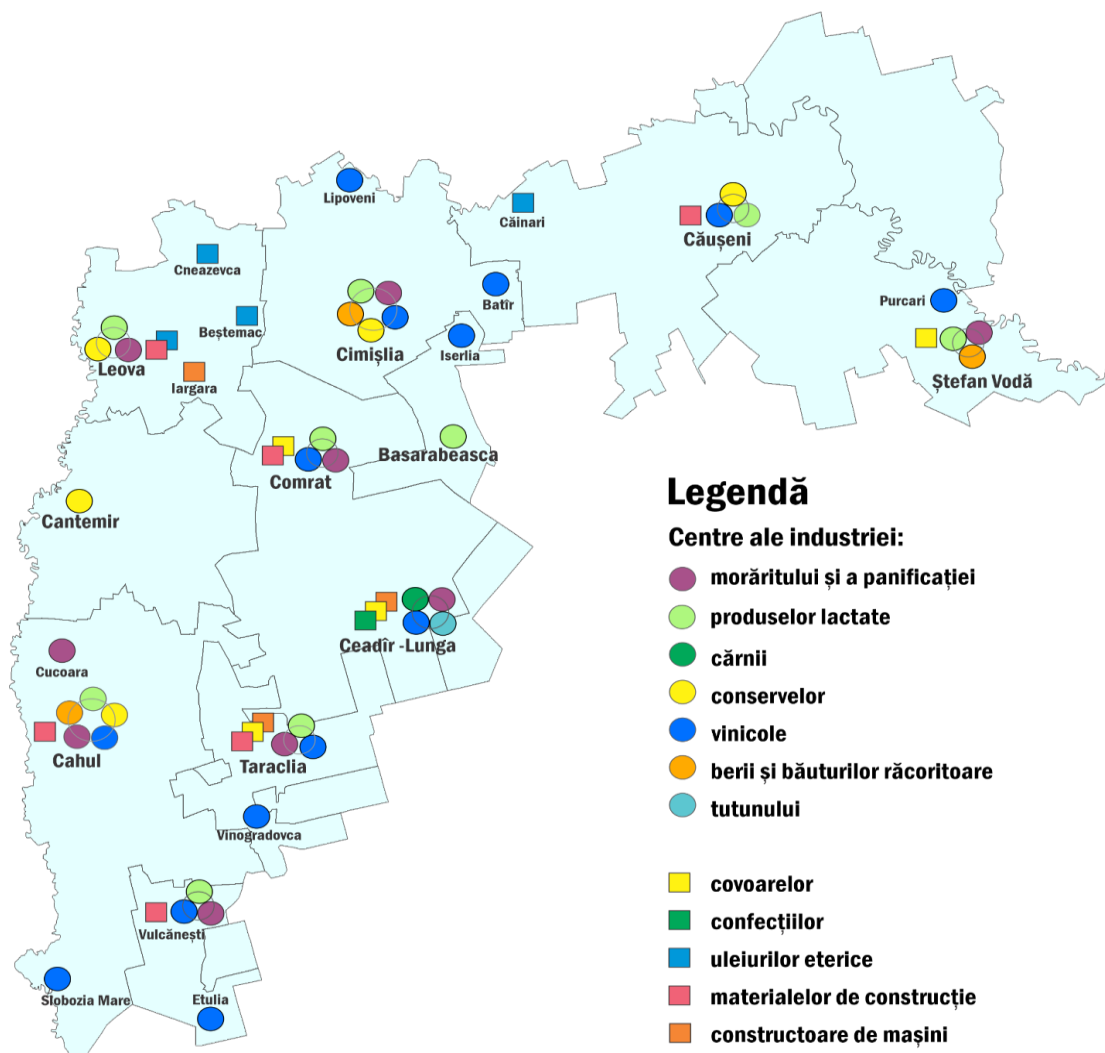 Lipoveni
Căinari
Căușeni
Cneazevca
Batîr
Purcari
Beștemac
Cimișlia
Iserlia
Leova
Iargara
Ștefan Vodă
Basarabeasca
Comrat
Cantemir
Ceadîr -Lunga
Cucoara
Cahul
Taraclia
Vinogradovca
Vulcănești
Slobozia Mare
Etulia
Legendă
Centre ale industriei:
morăritului și a panificației
produselor lactate
cărnii
conservelor
vinicole
berii și băuturilor răcoritoare
tutunului
covoarelor
confecțiilor
uleiurilor eterice
materialelor de construcție
constructoare de mașini